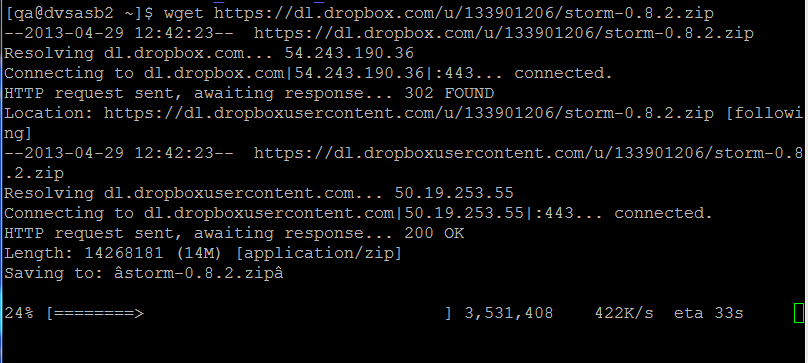 [qa@dvsasb2 ~]$ wget https://dl.dropbox.com/u/133901206/storm-0.8.2.zip
--2013-04-29 12:42:23--  https://dl.dropbox.com/u/133901206/storm-0.8.2.zip
Resolving dl.dropbox.com... 54.243.190.36
Connecting to dl.dropbox.com|54.243.190.36|:443... connected.
HTTP request sent, awaiting response... 302 FOUND
Location: https://dl.dropboxusercontent.com/u/133901206/storm-0.8.2.zip [followi
ng]
--2013-04-29 12:42:23--  https://dl.dropboxusercontent.com/u/133901206/storm-0.8
.2.zip
Resolving dl.dropboxusercontent.com... 50.19.253.55
Connecting to dl.dropboxusercontent.com|50.19.253.55|:443... connected.
HTTP request sent, awaiting response... 200 OK
Length: 14268181 (14M) [application/zip]
Saving to: âstorm-0.8.2.zipâ
24% [========>                             ] 3,531,408    422K/s  eta 33s